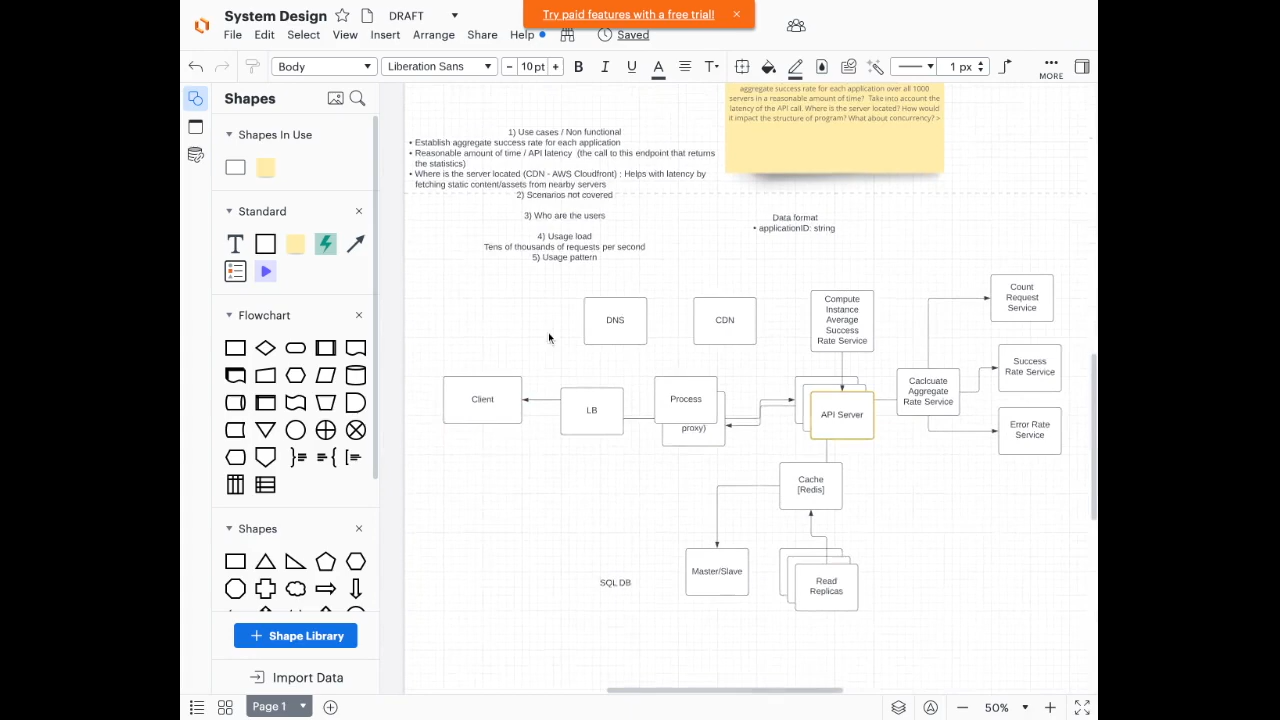 System Design
DRAFT
Try paid features with a free trial!
×
File Edit Select View Insert Arrange Share Help
Saved
Body
Liberation Sans
− 10 pt +
B I U A T
1 px
MORE
Shapes
Shapes In Use
Standard
T
Flowchart
Shapes
+ Shape Library
Import Data
Page 1
50%
aggregate success rate for each application over all 1000
servers in a reasonable amount of time? Take into account the
latency of the API call. Where is the server located? How would
it impact the structure of program? What about concurrency? >
1) Use cases / Non functional
• Establish aggregate success rate for each application
• Reasonable amount of time / API latency (the call to this endpoint that returns
the statistics)
• Where is the server located (CDN - AWS Cloudfront) : Helps with latency by
fetching static content/assets from nearby servers
2) Scenarios not covered
3) Who are the users
4) Usage load
Tens of thousands of requests per second
5) Usage pattern
Data format
• applicationID: string
DNS
CDN
Compute
Instance
Average
Success
Rate Service
Count
Request
Service
Client
LB
Process
proxy)
API Server
Caclcuate
Aggregate
Rate Service
Success
Rate Service
Error Rate
Service
Cache
[Redis]
SQL DB
Master/Slave
Read
Replicas